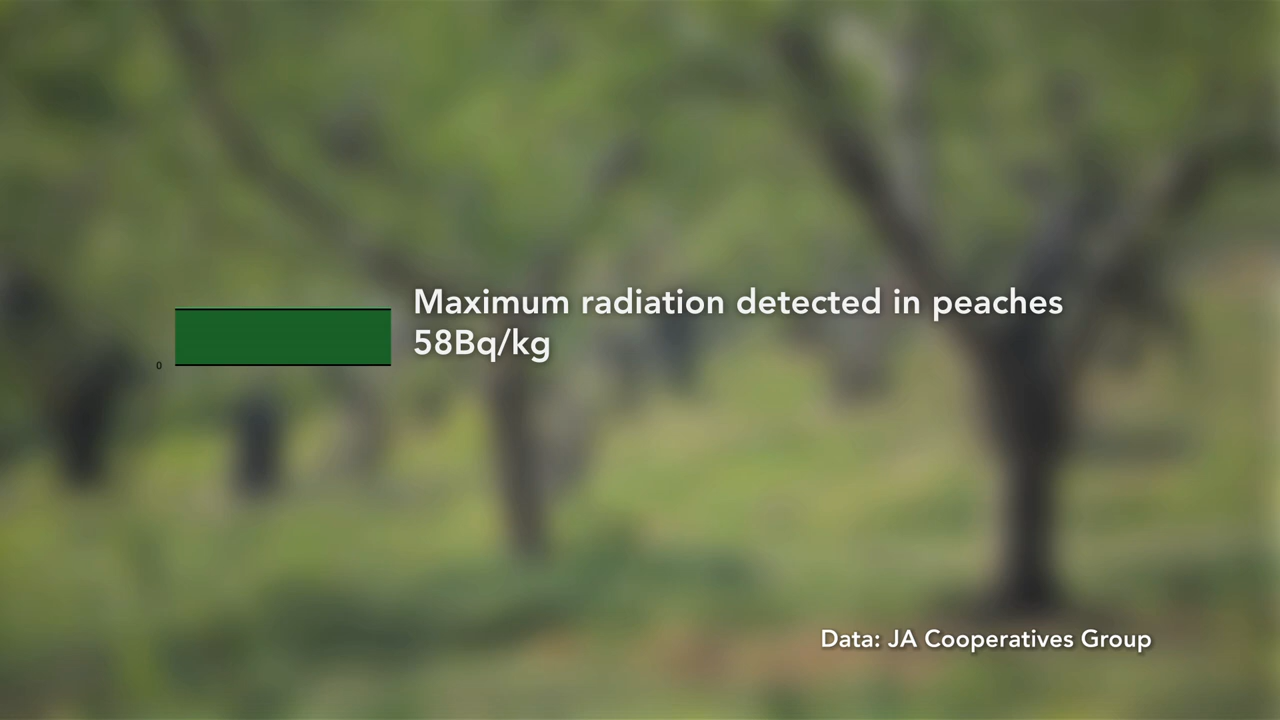 Maximum radiation detected in peaches
58Bq/kg
0
Data: JA Cooperatives Group